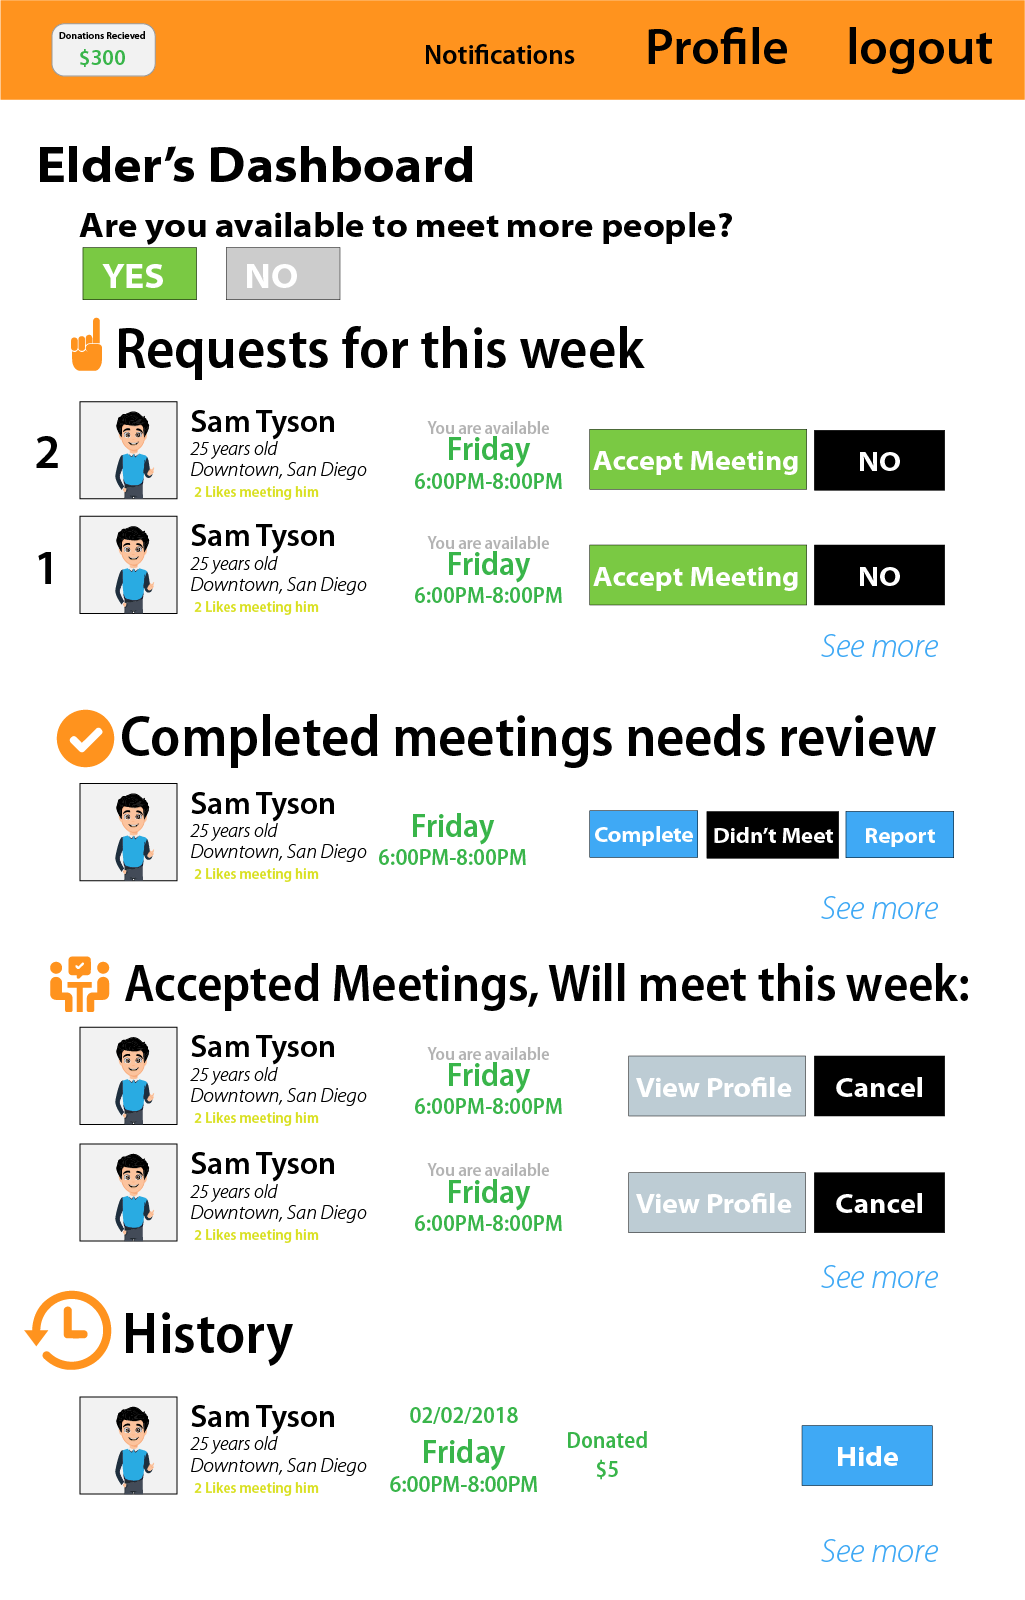 Donations Recieved
$300
Notifications
Profile
logout
Elder’s Dashboard
Are you available to meet more people?
YES
NO
Requests for this week
2
Sam Tyson
25 years old
Downtown, San Diego
2 Likes meeting him
You are available
Friday
6:00PM-8:00PM
Accept Meeting
NO
1
Sam Tyson
25 years old
Downtown, San Diego
2 Likes meeting him
You are available
Friday
6:00PM-8:00PM
Accept Meeting
NO
See more
Completed meetings needs review
Sam Tyson
25 years old
Downtown, San Diego
2 Likes meeting him
Friday
6:00PM-8:00PM
Complete
Didn’t Meet
Report
See more
Accepted Meetings, Will meet this week:
Sam Tyson
25 years old
Downtown, San Diego
2 Likes meeting him
You are available
Friday
6:00PM-8:00PM
View Profile
Cancel
Sam Tyson
25 years old
Downtown, San Diego
2 Likes meeting him
You are available
Friday
6:00PM-8:00PM
View Profile
Cancel
See more
History
Sam Tyson
25 years old
Downtown, San Diego
2 Likes meeting him
02/02/2018
Friday
6:00PM-8:00PM
Donated
$5
Hide
See more